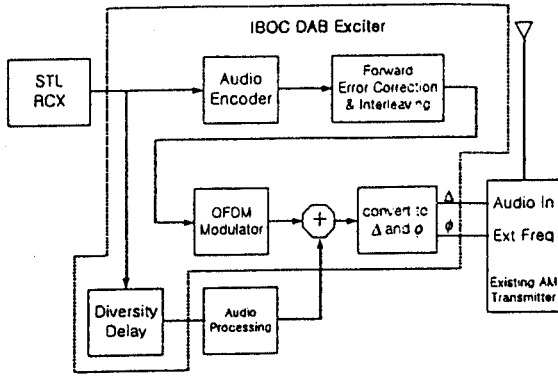 IBOC DAB Exciter
STL
RCX
Audio
Encoder
Forward
Error Correction
& Interleaving
OFDM
Modulator
+
convert to
Δ and φ
Δ
φ
Audio In
Ext Freq
Existing AM
Transmitter
Diversity
Delay
Audio
Processing